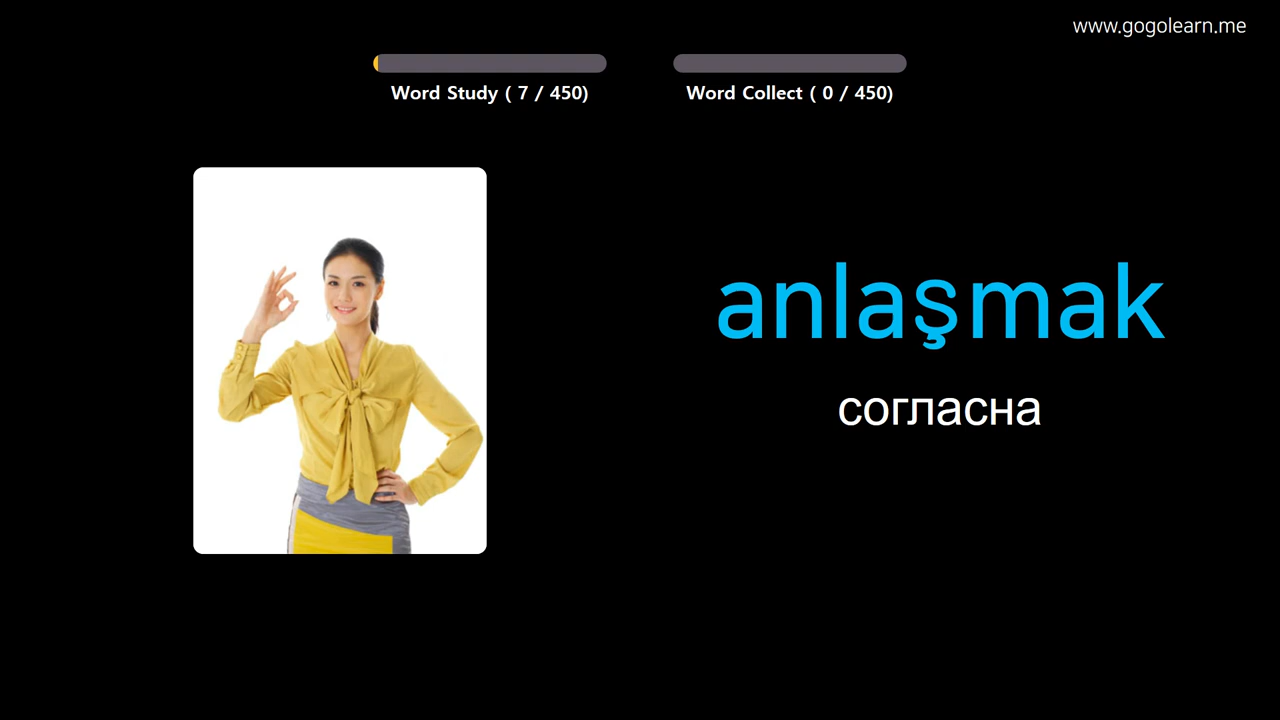 www.gogolearn.me
Word Study ( 7 / 450)
Word Collect ( 0 / 450)
anlaşmak
согласна